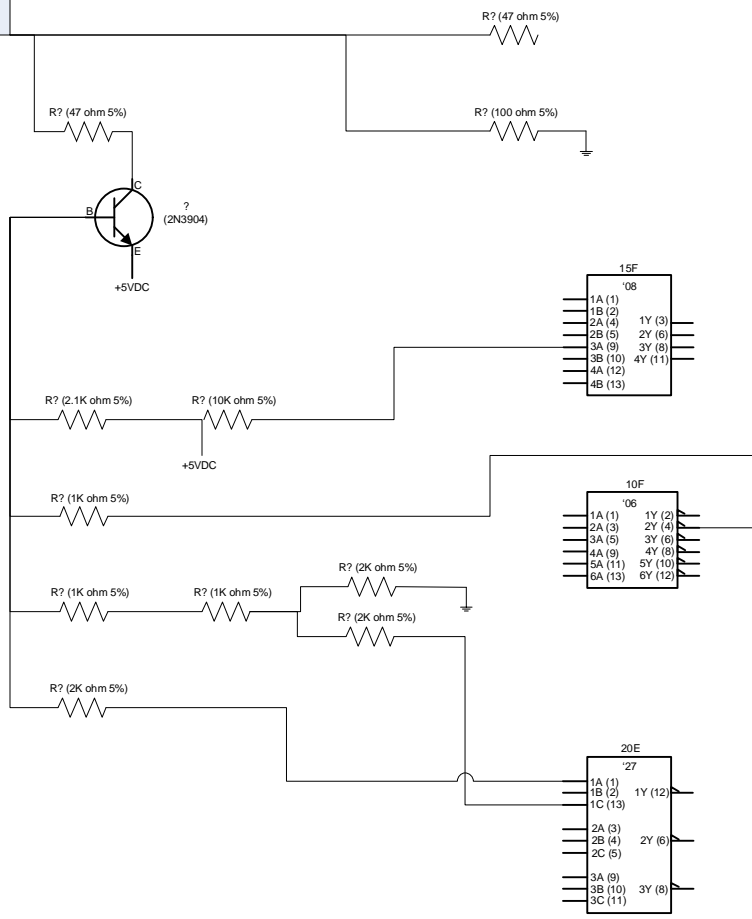 R? (47 ohm 5%)
R? (47 ohm 5%)
R? (100 ohm 5%)
C
B
?
(2N3904)
E
+5VDC
15F
'08
1A (1)
1B (2)
2A (4)
2B (5)
3A (9)
3B (10)
4A (12)
4B (13)
1Y (3)
2Y (6)
3Y (8)
4Y (11)
R? (2.1K ohm 5%)
R? (10K ohm 5%)
+5VDC
R? (1K ohm 5%)
10F
'06
1A (1)
2A (3)
3A (5)
4A (9)
5A (11)
6A (13)
1Y (2)
2Y (4)
3Y (6)
4Y (8)
5Y (10)
6Y (12)
R? (2K ohm 5%)
R? (1K ohm 5%)
R? (1K ohm 5%)
R? (2K ohm 5%)
R? (2K ohm 5%)
20E
'27
1A (1)
1B (2)
1C (13)
2A (3)
2B (4)
2C (5)
3A (9)
3B (10)
3C (11)
1Y (12)
2Y (6)
3Y (8)